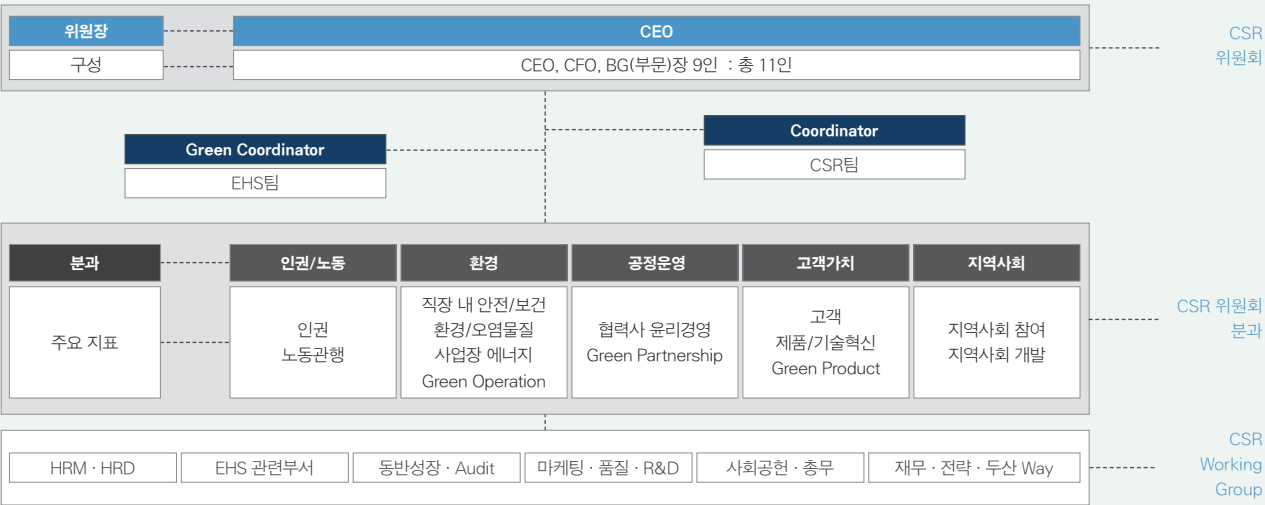 위원장
CEO
구성
CEO, CFO, BG(부문)장 9인 : 총 11인
CSR
위원회
Coordinator
CSR팀
Green Coordinator
EHS팀
분과
인권/노동
환경
공정운영
고객가치
지역사회
주요 지표
인권
노동관행
직장 내 안전/보건
환경/오염물질
사업장 에너지
Green Operation
협력사 윤리경영
Green Partnership
고객
제품/기술혁신
Green Product
지역사회 참여
지역사회 개발
CSR 위원회
분과
HRM · HRD
EHS 관련부서
동반성장 · Audit
마케팅 · 품질 · R&D
사회공헌 · 총무
재무 · 전략 · 두산 Way
CSR
Working
Group